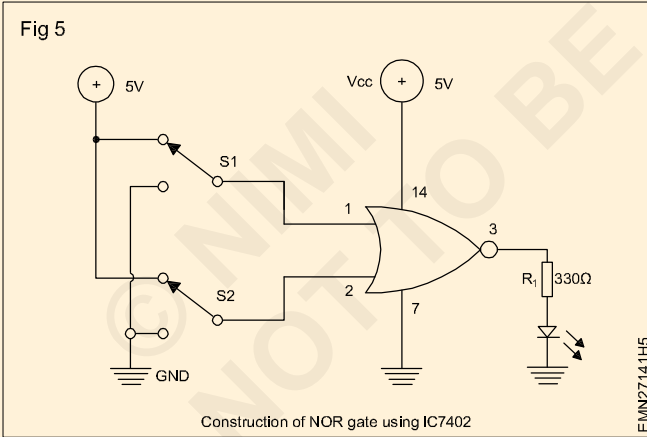 Fig 5
5V
Vcc
5V
S1
14
1
3
2
S2
7
R1 330Ω
GND
Construction of NOR gate using IC7402
EMN27141H5
© NIMI
NOT TO BE